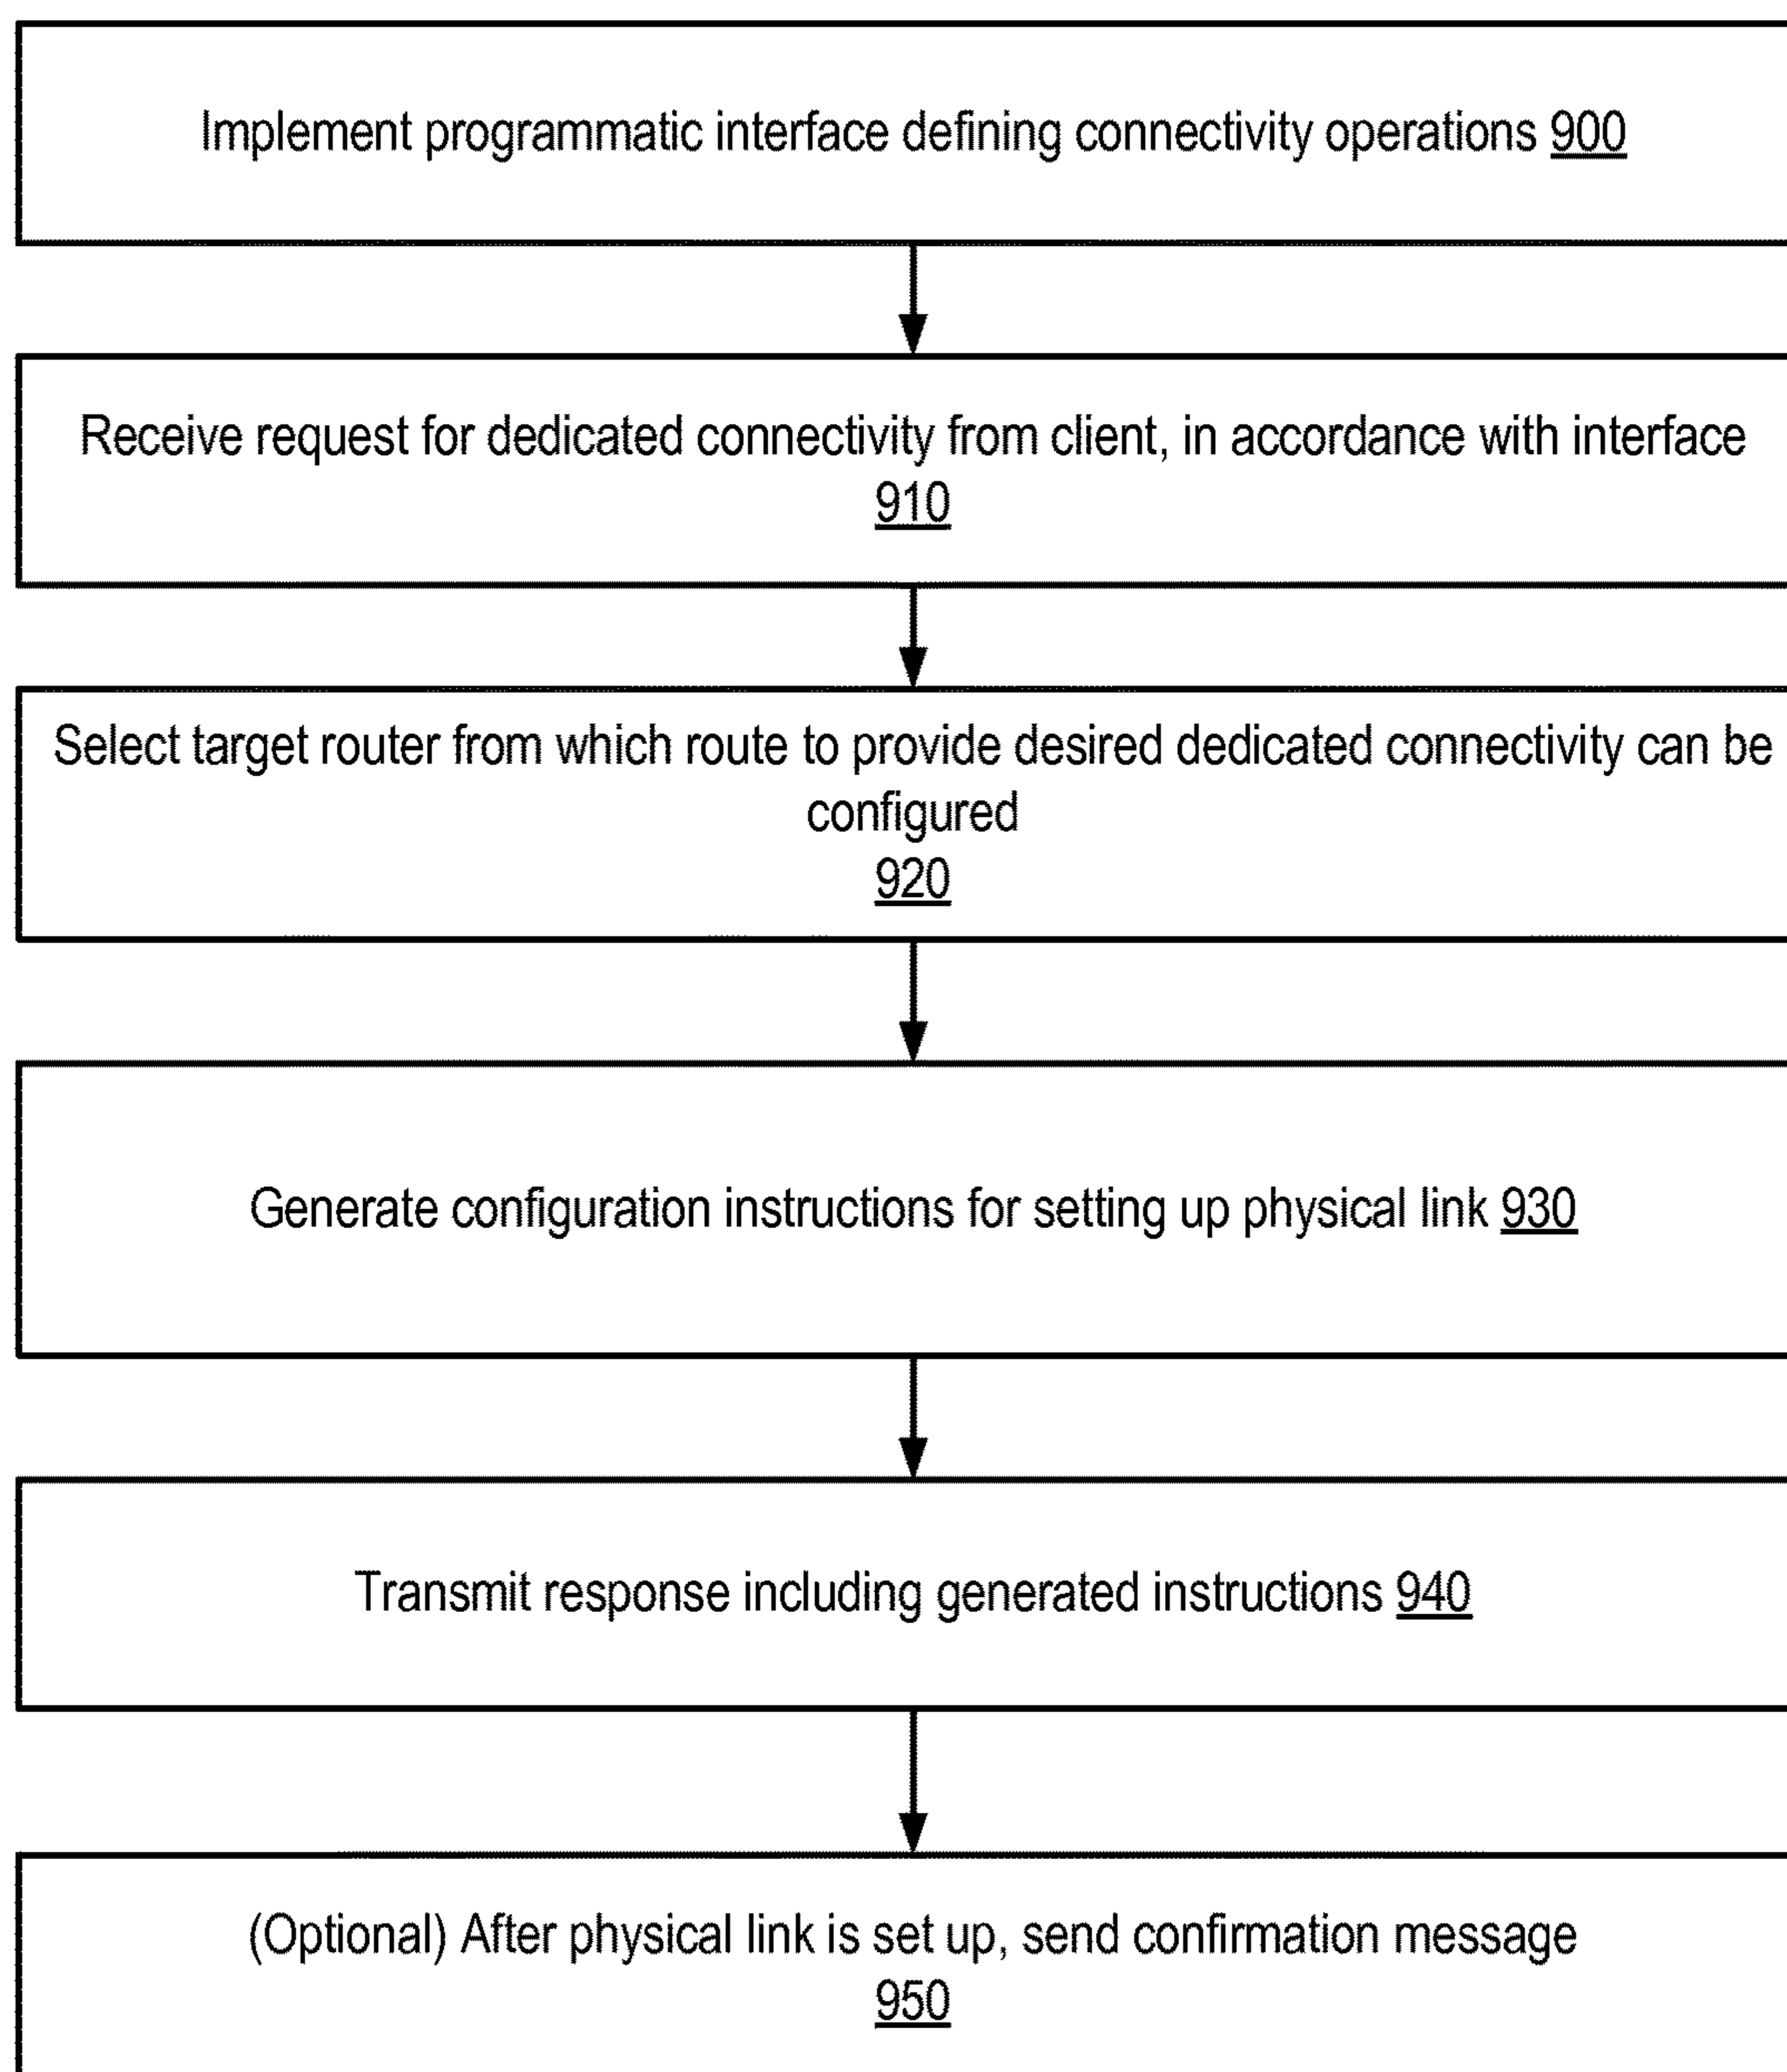 Implement programmatic interface defining connectivity operations 900
Receive request for dedicated connectivity from client, in accordance with interface
910
Select target router from which route to provide desired dedicated connectivity can be
configured
920
Generate configuration instructions for setting up physical link 930
Transmit response including generated instructions 940
(Optional) After physical link is set up, send confirmation message
950